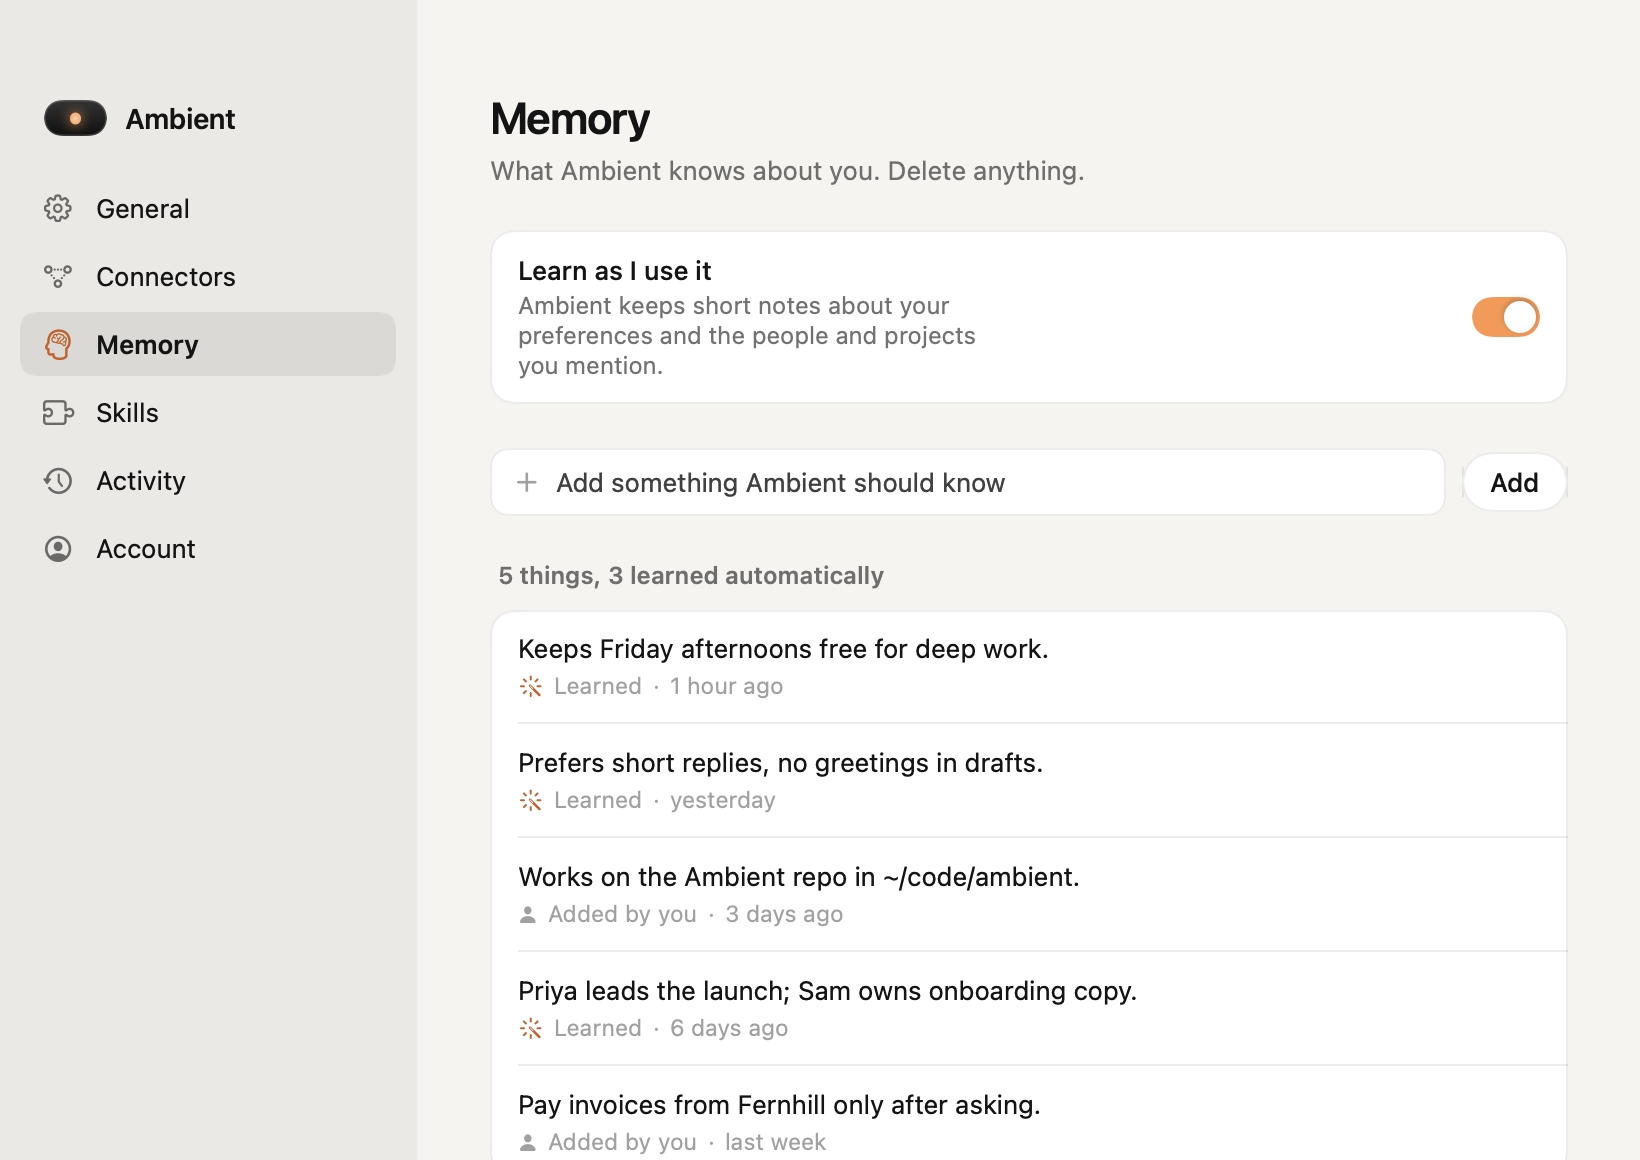 Ambient
General
Connectors
Memory
Skills
Activity
Account
Memory
What Ambient knows about you. Delete anything.
Learn as I use it
Ambient keeps short notes about your
preferences and the people and projects
you mention.
Add something Ambient should know
Add
5 things, 3 learned automatically
Keeps Friday afternoons free for deep work.
Learned · 1 hour ago
Prefers short replies, no greetings in drafts.
Learned · yesterday
Works on the Ambient repo in ~/code/ambient.
Added by you · 3 days ago
Priya leads the launch; Sam owns onboarding copy.
Learned · 6 days ago
Pay invoices from Fernhill only after asking.
Added by you · last week